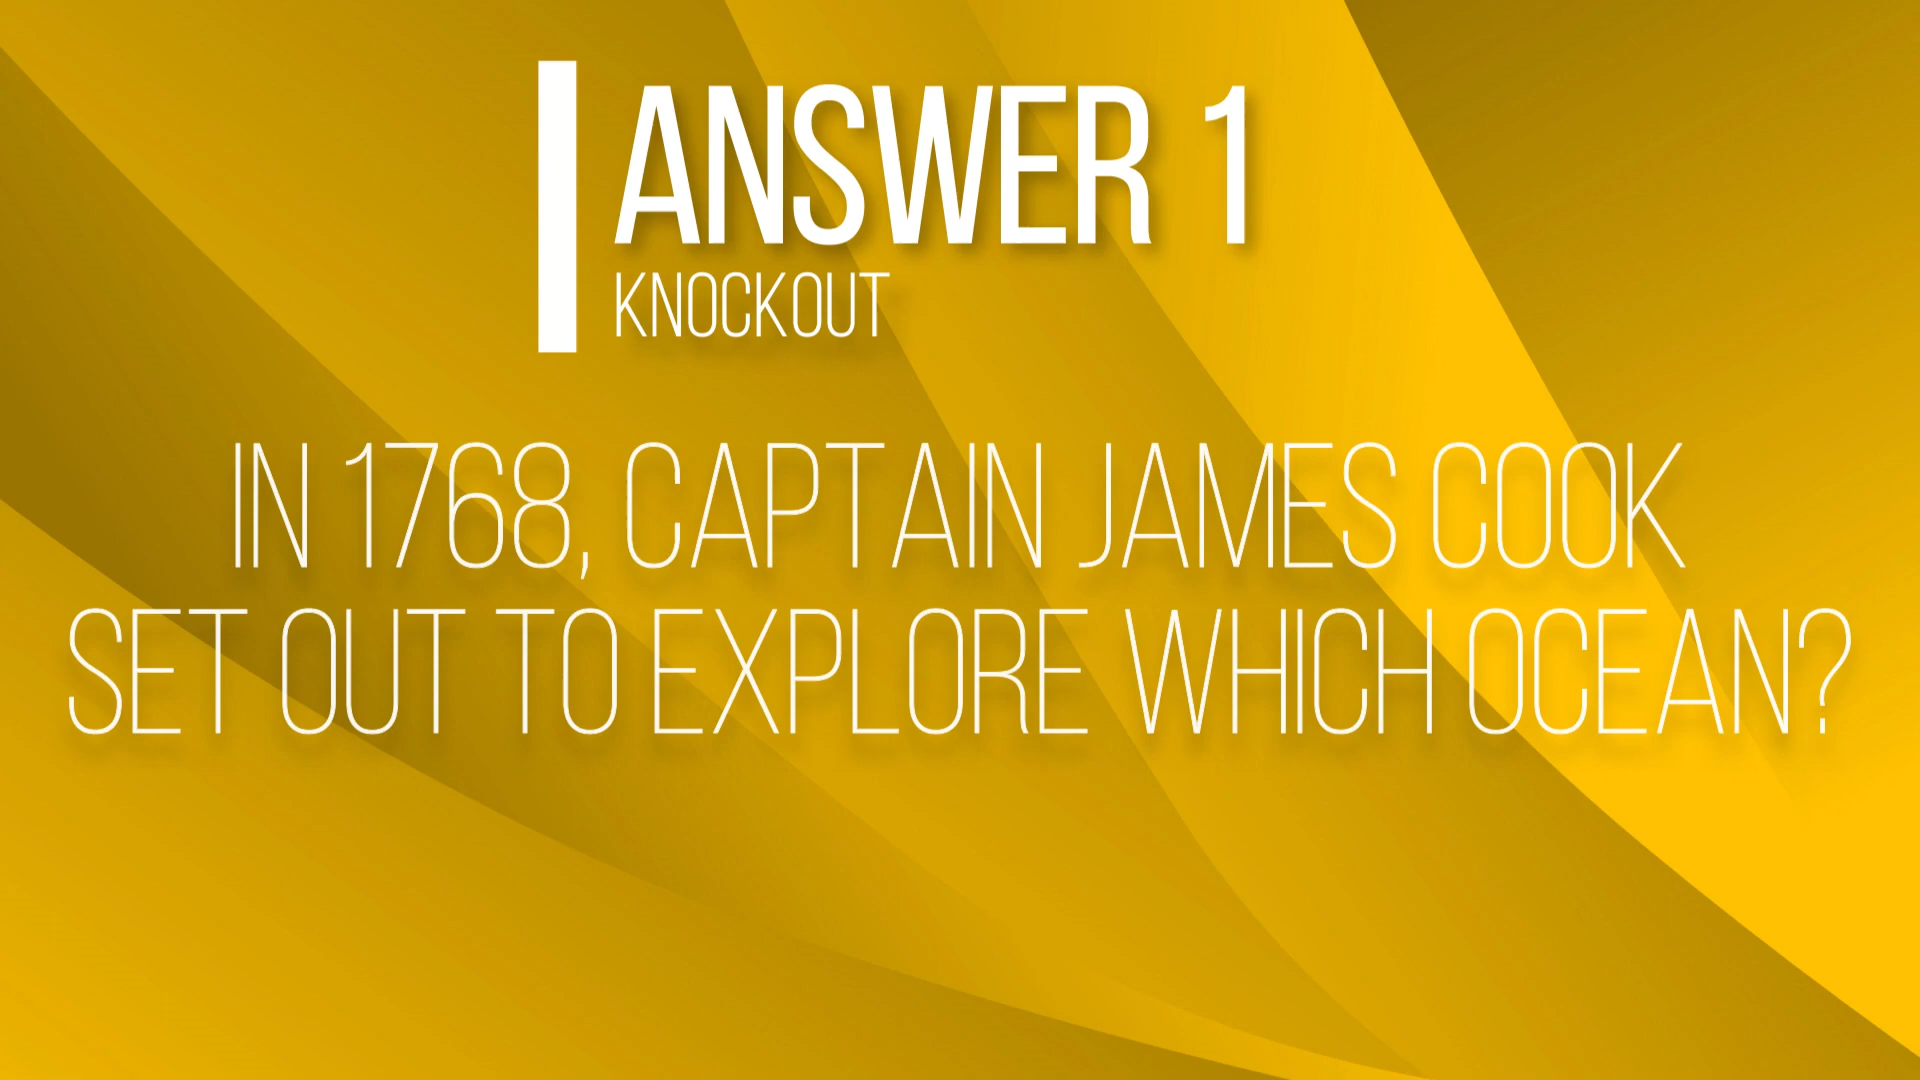 ANSWER 1
KNOCKOUT
IN 1768, CAPTAIN JAMES COOK
SET OUT TO EXPLORE WHICH OCEAN?